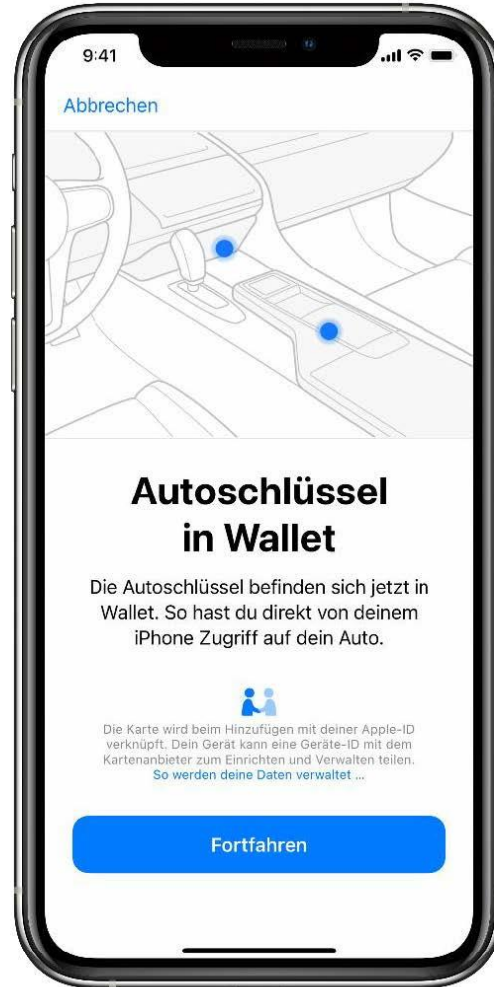 9:41
Abbrechen
Autoschlüssel
in Wallet
Die Autoschlüssel befinden sich jetzt in
Wallet. So hast du direkt von deinem
iPhone Zugriff auf dein Auto.
Die Karte wird beim Hinzufügen mit deiner Apple-ID
verknüpft. Dein Gerät kann eine Geräte-ID mit dem
Kartenanbieter zum Einrichten und Verwalten teilen.
So werden deine Daten verwaltet ...
Fortfahren